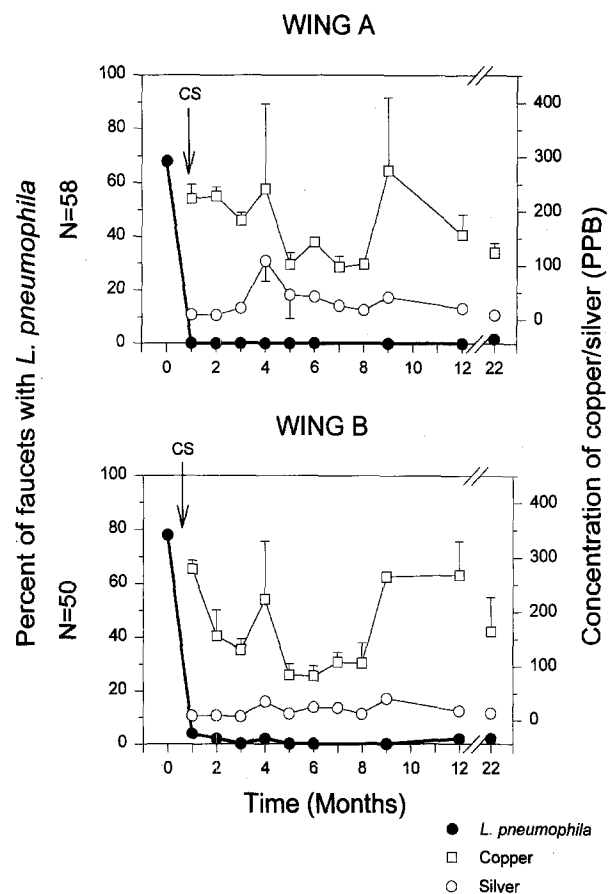 WING A
Percent of faucets with L. pneumophila
N=58
N=50
Concentration of copper/silver (PPB)
CS
100
80
60
40
20
0
400
300
200
100
0
0 2 4 6 8 10 12 22
WING B
CS
100
80
60
40
20
0
400
300
200
100
0
0 2 4 6 8 10 12 22
Time (Months)
L. pneumophila
Copper
Silver